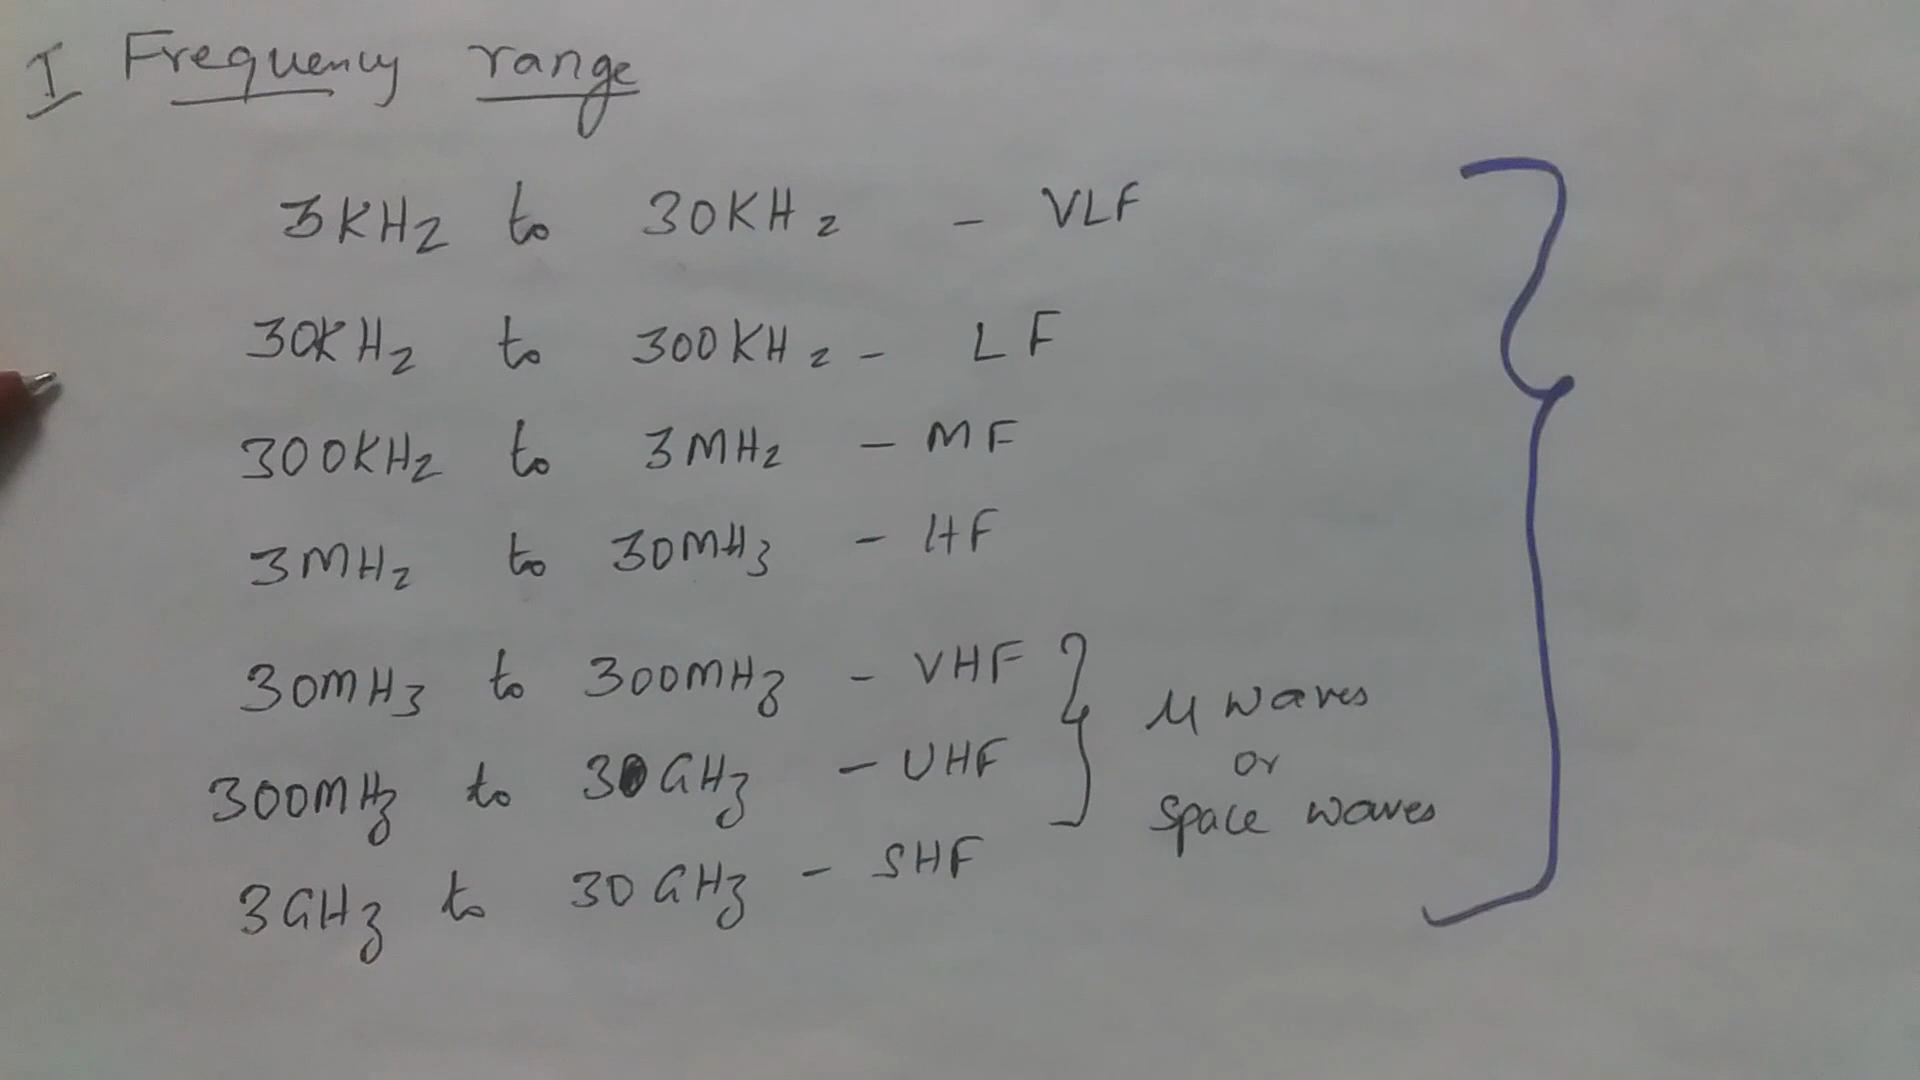 I Frequency range
3KHz to 30KHz - VLF
30KHz to 300KHz - LF
300KHz to 3MHz - MF
3MHz to 30MHz - HF
30MHz to 300MHz - VHF
300MHz to 3GHz - UHF
3GHz to 30GHz - SHF
μ waves
or
space waves